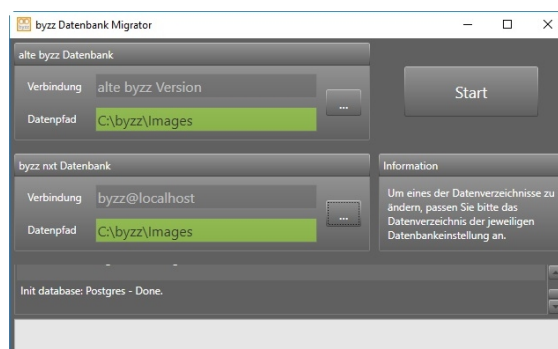 byzz Datenbank Migrator
alte byzz Datenbank
Verbindung alte byzz Version
...
Datenpfad C:\byzz\Images
Start
byzz nxt Datenbank
Verbindung byzz@localhost
...
Datenpfad C:\byzz\Images
Information
Um eines der Datenverzeichnisse zu
ändern, passen Sie bitte das
Datenverzeichnis der jeweiligen
Datenbankeinstellung an.
Init database: Postgres - Done.